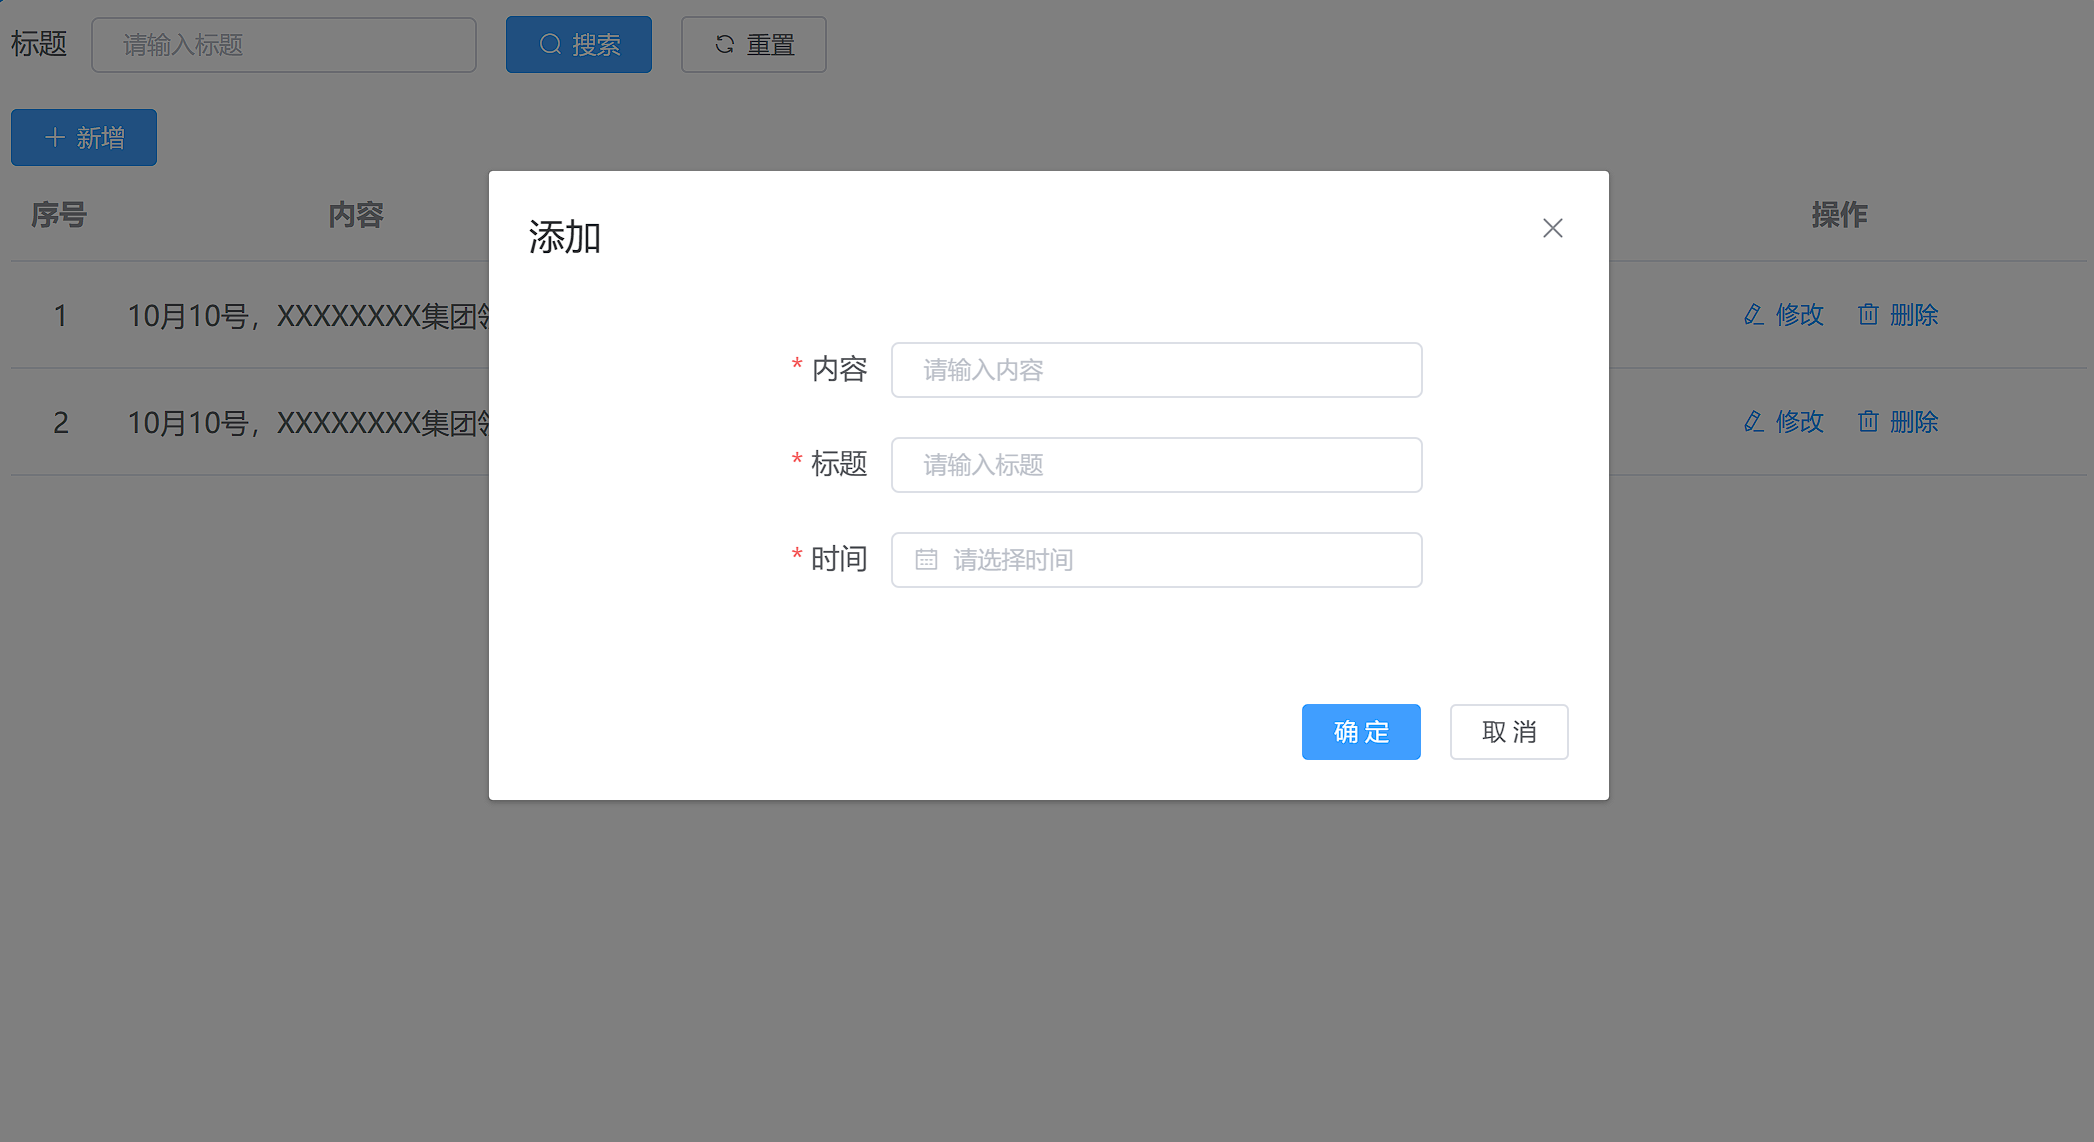 标题 请输入标题 搜索 重置
新增
序号 内容 操作
1 10月10号，XXXXXXXX集团 修改 删除
2 10月10号，XXXXXXXX集团 修改 删除
添加
* 内容 请输入内容
* 标题 请输入标题
* 时间 请选择时间
确 定 取 消